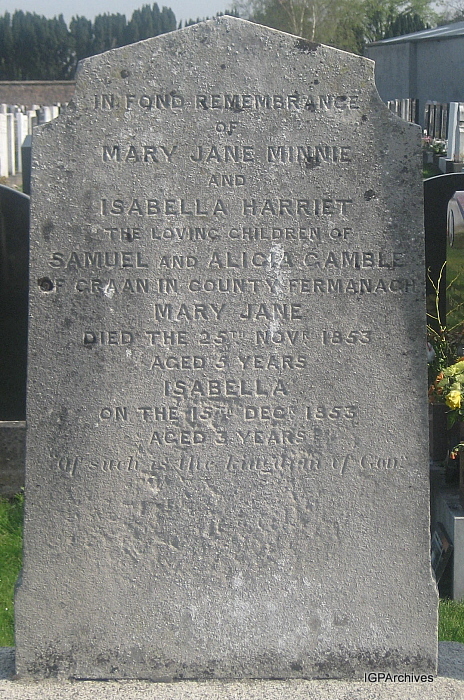 IN FOND REMEMBRANCE
OF
MARY JANE MINNIE
AND
ISABELLA HARRIET
THE LOVING CHILDREN OF
SAMUEL AND ALICIA GAMBLE
OF GRAAN IN COUNTY FERMANAGH
MARY JANE
DIED THE 25TH NOVR 1853
AGED 5 YEARS
ISABELLA
ON THE 15TH DECR 1853
AGED 3 YEARS
Of such is the kingdom of God.
IGPArchives